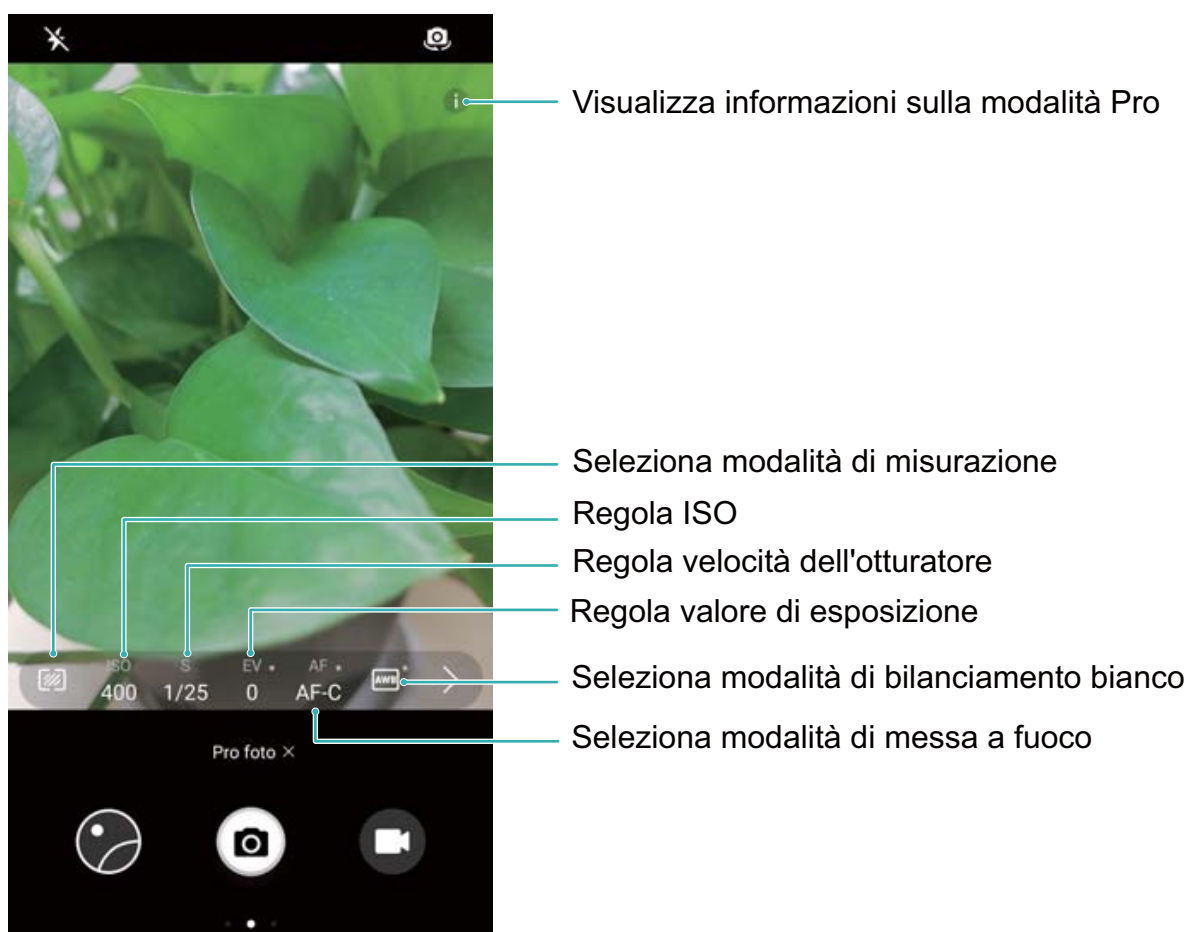 i
Visualizza informazioni sulla modalità Pro
Seleziona modalità di misurazione
Regola ISO
Regola velocità dell'otturatore
Regola valore di esposizione
ISO S EV AF
400 1/25 0 AF-C AWB
Seleziona modalità di bilanciamento bianco
Seleziona modalità di messa a fuoco
Pro foto ×